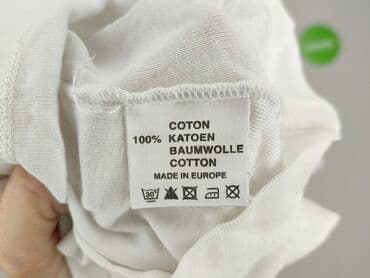 COTON
100% KATOEN
BAUMWOLLE
COTTON
MADE IN EUROPE
30°